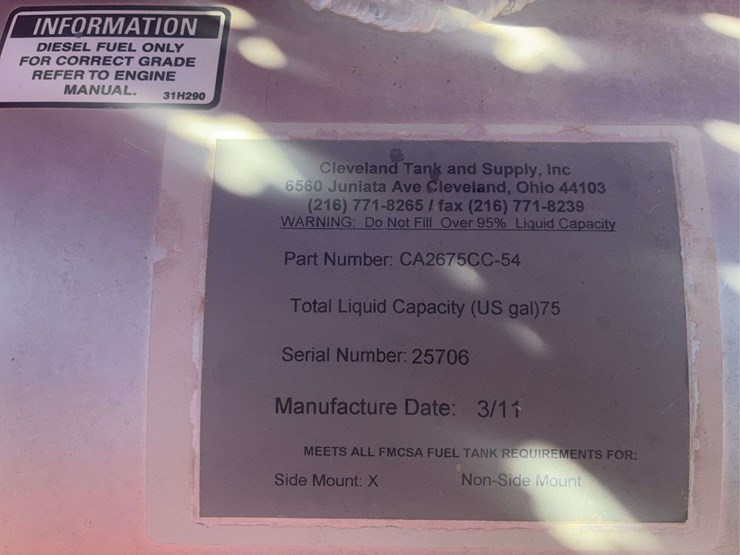 INFORMATION
DIESEL FUEL ONLY
FOR CORRECT GRADE
REFER TO ENGINE
MANUAL. 31H290
Cleveland Tank and Supply, Inc
6560 Juniata Ave Cleveland, Ohio 44103
(216) 771-8265 / fax (216) 771-8239
WARNING: Do Not Fill Over 95% Liquid Capacity
Part Number: CA2675CC-54
Total Liquid Capacity (US gal)75
Serial Number: 25706
Manufacture Date: 3/11
MEETS ALL FMCSA FUEL TANK REQUIREMENTS FOR:
Side Mount: X Non-Side Mount